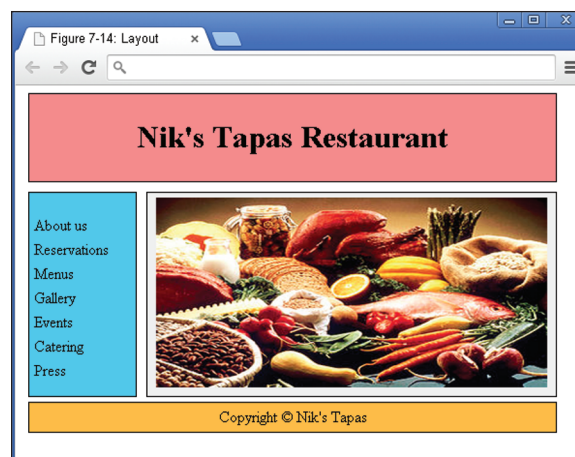 Figure 7-14: Layout
Nik's Tapas Restaurant
About us
Reservations
Menus
Gallery
Events
Catering
Press
Copyright © Nik's Tapas